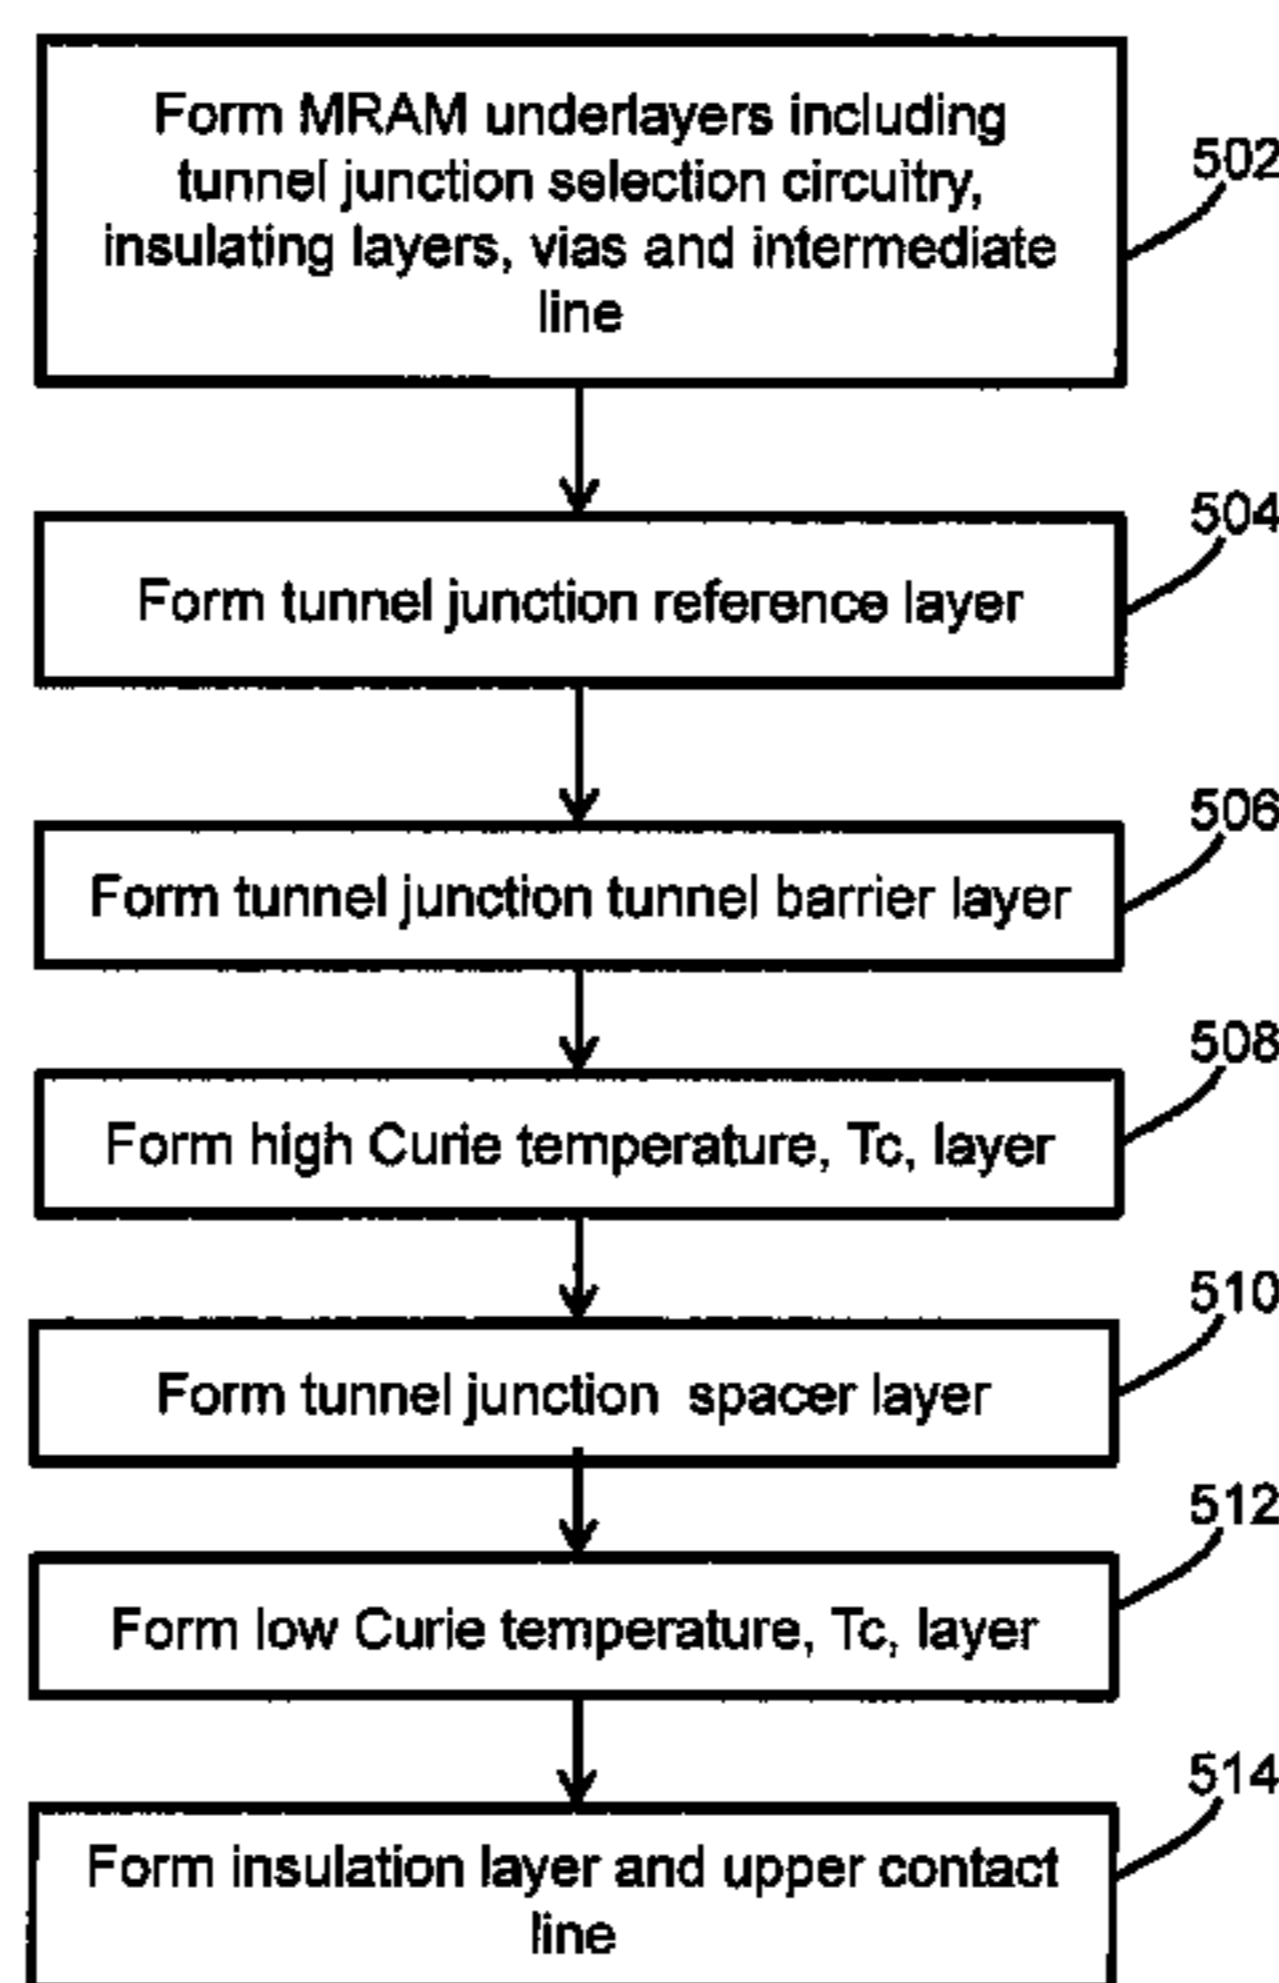 Form MRAM underlayers including
tunnel junction selection circuitry,
insulating layers, vias and intermediate
line
502
504
Form tunnel junction reference layer
506
Form tunnel junction tunnel barrier layer
508
Form high Curie temperature, Tc, layer
510
Form tunnel junction spacer layer
512
Form low Curie temperature, Tc, layer
514
Form insulation layer and upper contact
line